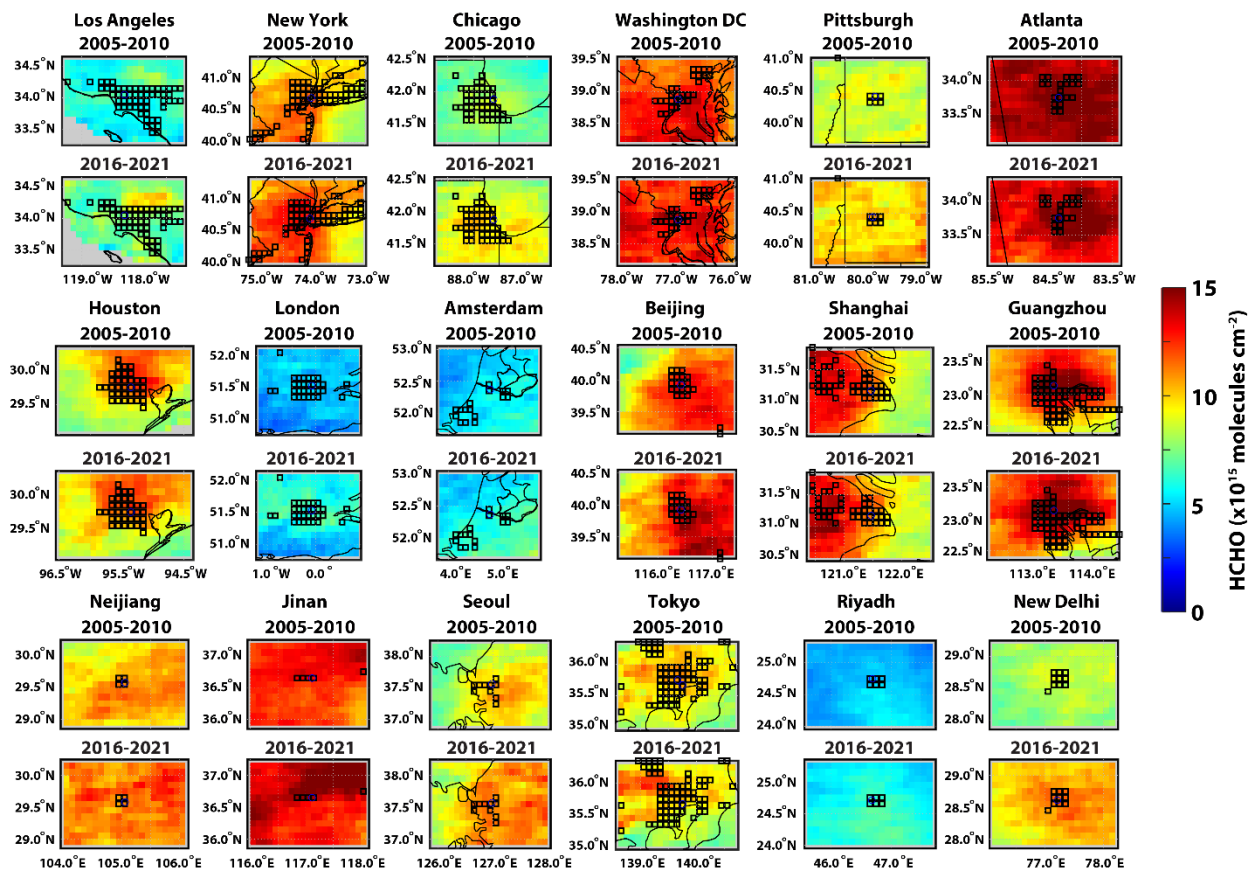 Los Angeles New York Chicago Washington DC Pittsburgh Atlanta
2005-2010 2005-2010 2005-2010 2005-2010 2005-2010 2005-2010
34.5°N 41.0°N 42.5°N 39.5°N 41.0°N 34.0°N
34.0°N 40.5°N 42.0°N 39.0°N 40.5°N 33.5°N
33.5°N 40.0°N 41.5°N 38.5°N 40.0°N
2016-2021 2016-2021 2016-2021 2016-2021 2016-2021 2016-2021
34.5°N 41.0°N 42.5°N 39.5°N 41.0°N 34.0°N
34.0°N 40.5°N 42.0°N 39.0°N 40.5°N 33.5°N
33.5°N 40.0°N 41.5°N 38.5°N 40.0°N
119.0°W 118.0°W 75.0°W 74.0°W 73.0°W 88.0°W 87.0°W 78.0°W 77.0°W 76.0°W 81.0°W 80.0°W 79.0°W 85.5°W 84.5°W 83.5°W
Houston London Amsterdam Beijing Shanghai Guangzhou
2005-2010 2005-2010 2005-2010 2005-2010 2005-2010 2005-2010
30.0°N 52.0°N 53.0°N 40.5°N 31.5°N 23.5°N
29.5°N 51.5°N 52.5°N 40.0°N 31.0°N 23.0°N
51.0°N 52.0°N 39.5°N 30.5°N 22.5°N
2016-2021 2016-2021 2016-2021 2016-2021 2016-2021 2016-2021
30.0°N 52.0°N 53.0°N 40.5°N 31.5°N 23.5°N
29.5°N 51.5°N 52.5°N 40.0°N 31.0°N 23.0°N
51.0°N 52.0°N 39.5°N 30.5°N 22.5°N
96.5°W 95.5°W 94.5°W 1.0°W 0.0° 4.0°E 5.0°E 116.0°E 117.0°E 121.0°E 122.0°E 113.0°E 114.0°E
Neijiang Jinan Seoul Tokyo Riyadh New Delhi
2005-2010 2005-2010 2005-2010 2005-2010 2005-2010 2005-2010
30.0°N 37.0°N 38.0°N 36.0°N 25.0°N 29.0°N
29.5°N 36.5°N 37.5°N 35.5°N 24.5°N 28.5°N
29.0°N 36.0°N 37.0°N 35.0°N 24.0°N 28.0°N
2016-2021 2016-2021 2016-2021 2016-2021 2016-2021 2016-2021
30.0°N 37.0°N 38.0°N 36.0°N 25.0°N 29.0°N
29.5°N 36.5°N 37.5°N 35.5°N 24.5°N 28.5°N
29.0°N 36.0°N 37.0°N 35.0°N 24.0°N 28.0°N
104.0°E 105.0°E 106.0°E 116.0°E 117.0°E 118.0°E 126.0°E 127.0°E 128.0°E 139.0°E 140.0°E 46.0°E 47.0°E 77.0°E 78.0°E
15
10
5
0
HCHO (x10¹⁵ molecules cm⁻²)